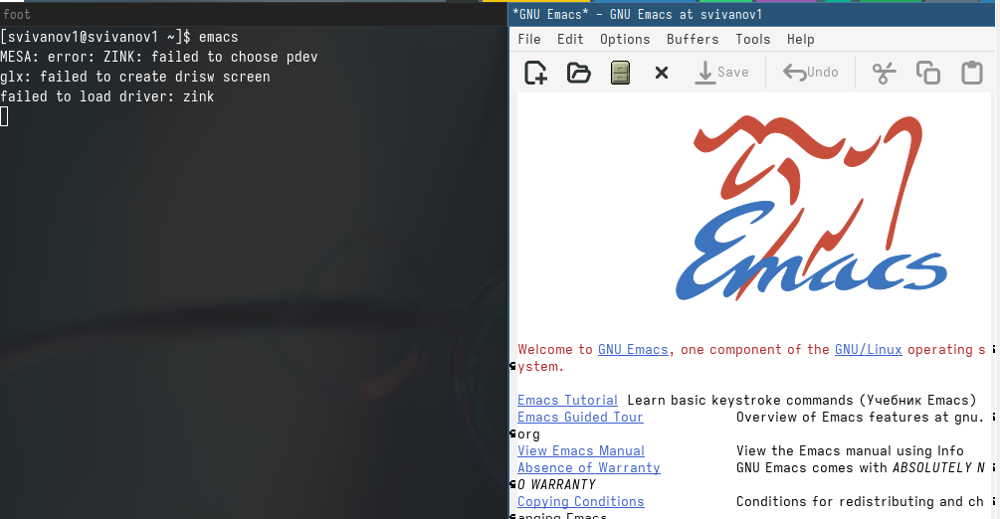 foot
[svivanov1@svivanov1 ~]$ emacs
MESA: error: ZINK: failed to choose pdev
glx: failed to create drisw screen
failed to load driver: zink
*GNU Emacs* – GNU Emacs at svivanov1
File Edit Options Buffers Tools Help
Save Undo
Emacs
Welcome to GNU Emacs, one component of the GNU/Linux operating s
ystem.
Emacs Tutorial Learn basic keystroke commands (Учебник Emacs)
Emacs Guided Tour Overview of Emacs features at gnu.
org
View Emacs Manual View the Emacs manual using Info
Absence of Warranty GNU Emacs comes with ABSOLUTELY N
O WARRANTY
Copying Conditions Conditions for redistributing and ch
anging Emacs